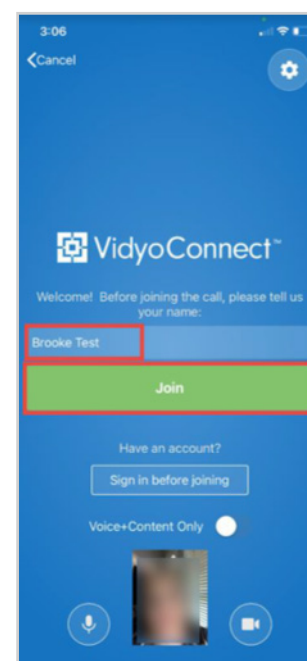 3:06
Cancel
VidyoConnect™
Welcome! Before joining the call, please tell us
your name:
Brooke Test
Join
Have an account?
Sign in before joining
Voice+Content Only